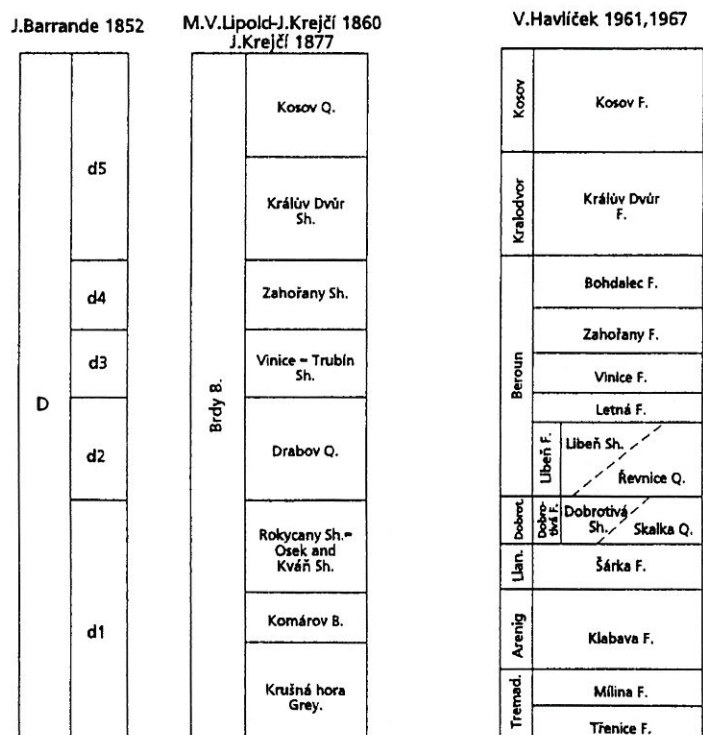 J.Barrande 1852
D
d5
d4
d3
d2
d1
M.V.Lipold-J.Krejčí 1860
J.Krejčí 1877
Brdy B.
Kosov Q.
Králův Dvůr
Sh.
Zahořany Sh.
Vinice – Trubín
Sh.
Drabov Q.
Rokycany Sh.–
Osek and
Kváň Sh.
Komárov B.
Krušná hora
Grey.
V.Havlíček 1961,1967
Kosov
Kosov F.
Kralodvor
Králův Dvůr
F.
Beroun
Bohdalec F.
Zahořany F.
Vinice F.
Letná F.
Libeň F.
Libeň Sh.
Řevnice Q.
Dobrot.
Dobro-
tivá F.
Dobrotivá
Sh.
Skalka Q.
Llan.
Šárka F.
Arenig
Klabava F.
Tremad.
Mílina F.
Třenice F.